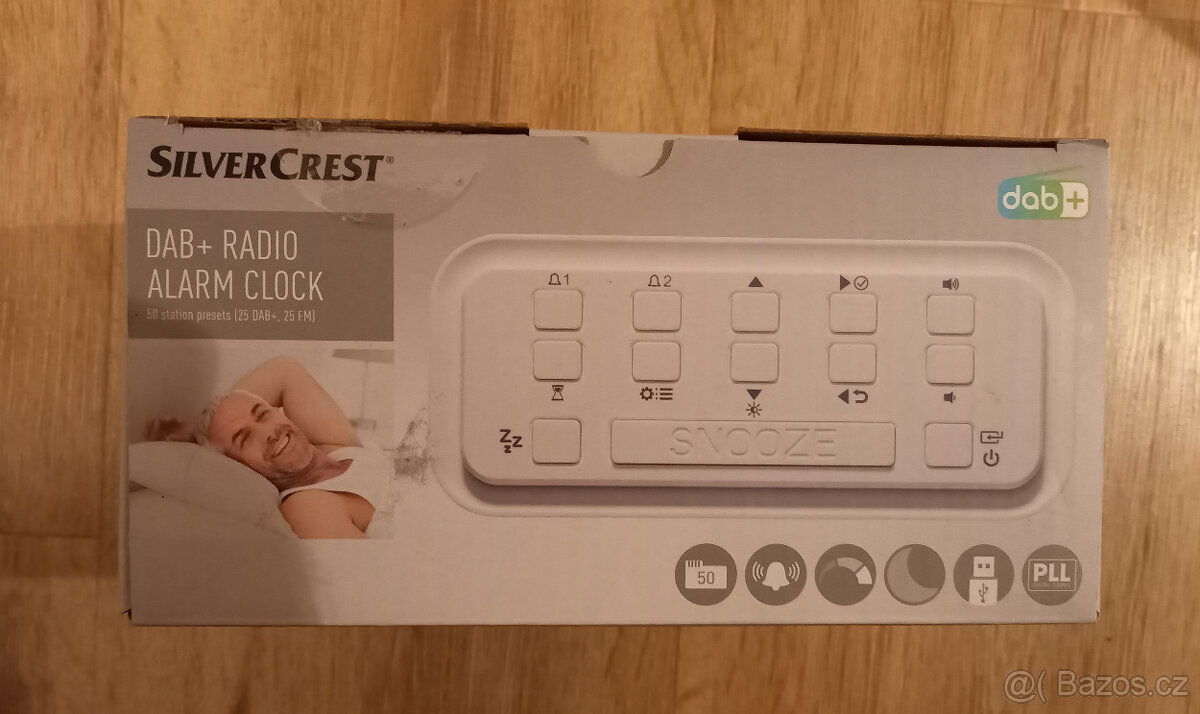 SILVERCREST®
dab+
DAB+ RADIO
ALARM CLOCK
50 station presets (25 DAB+, 25 FM)
1
2
zZz
SNOOZE
50
PLL
@( Bazos.cz